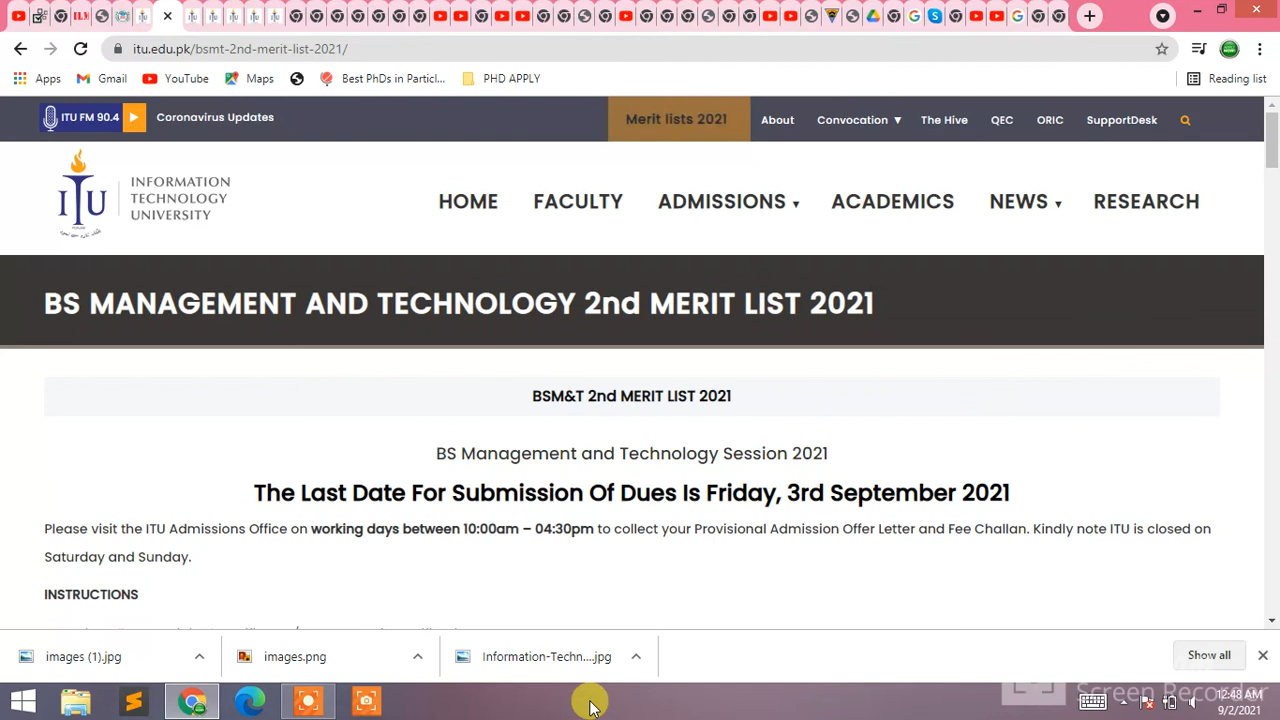 itu.edu.pk/bsmt-2nd-merit-list-2021/
Apps
Gmail
YouTube
Maps
Best PhDs in Particl...
PHD APPLY
Reading list
ITU FM 90.4
Coronavirus Updates
Merit lists 2021
About
Convocation ▾
The Hive
QEC
ORIC
SupportDesk
ITU
INFORMATION
TECHNOLOGY
UNIVERSITY
HOME
FACULTY
ADMISSIONS ▾
ACADEMICS
NEWS ▾
RESEARCH
BS MANAGEMENT AND TECHNOLOGY 2nd MERIT LIST 2021
BSM&T 2nd MERIT LIST 2021
BS Management and Technology Session 2021
The Last Date For Submission Of Dues Is Friday, 3rd September 2021
Please visit the ITU Admissions Office on working days between 10:00am – 04:30pm to collect your Provisional Admission Offer Letter and Fee Challan. Kindly note ITU is closed on
Saturday and Sunday.
INSTRUCTIONS
images (1).jpg
images.png
Information-Techn....jpg
Show all
Screen Recorder
12:48 AM
9/2/2021